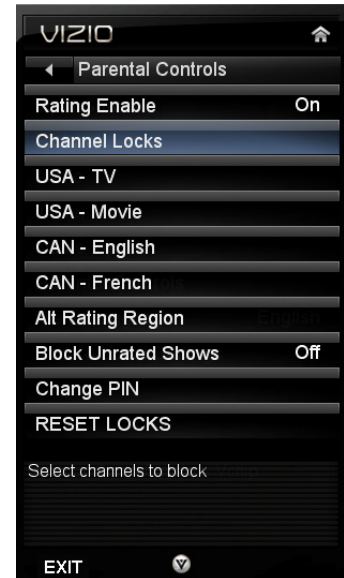 VIZIO
Parental Controls
Rating Enable On
Channel Locks
USA - TV
USA - Movie
CAN - English
CAN - French
Alt Rating Region English
Block Unrated Shows Off
Change PIN
RESET LOCKS
Select channels to block
EXIT V